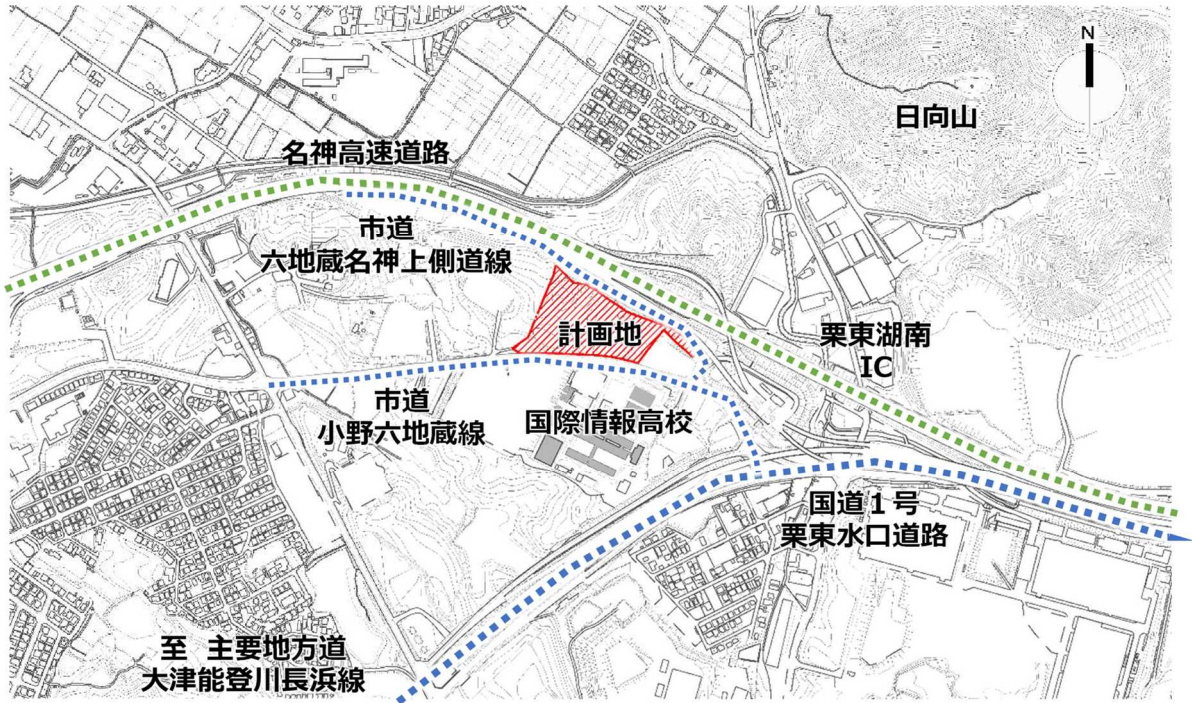 N
日向山
名神高速道路
市道
六地蔵名神上側道線
計画地
栗東湖南
IC
市道
小野六地蔵線
国際情報高校
国道１号
栗東水口道路
至 主要地方道
大津能登川長浜線